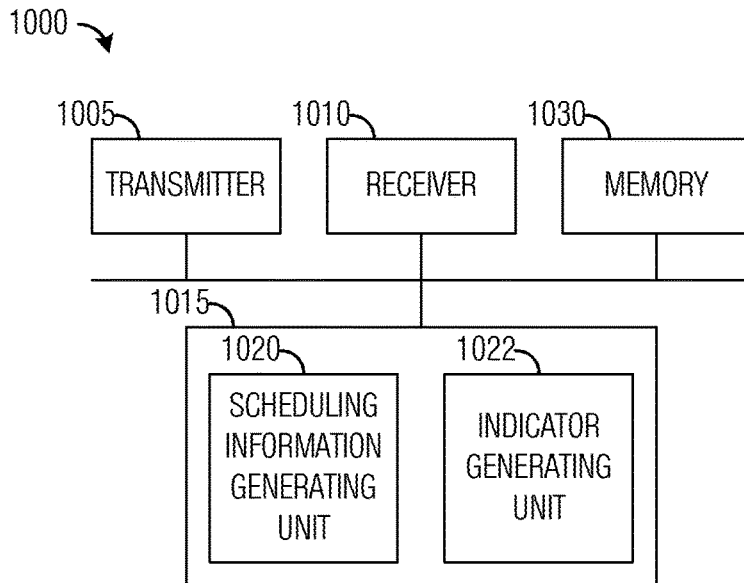 1000
1005
1010
1030
TRANSMITTER
RECEIVER
MEMORY
1015
1020
1022
SCHEDULING
INFORMATION
GENERATING
UNIT
INDICATOR
GENERATING
UNIT